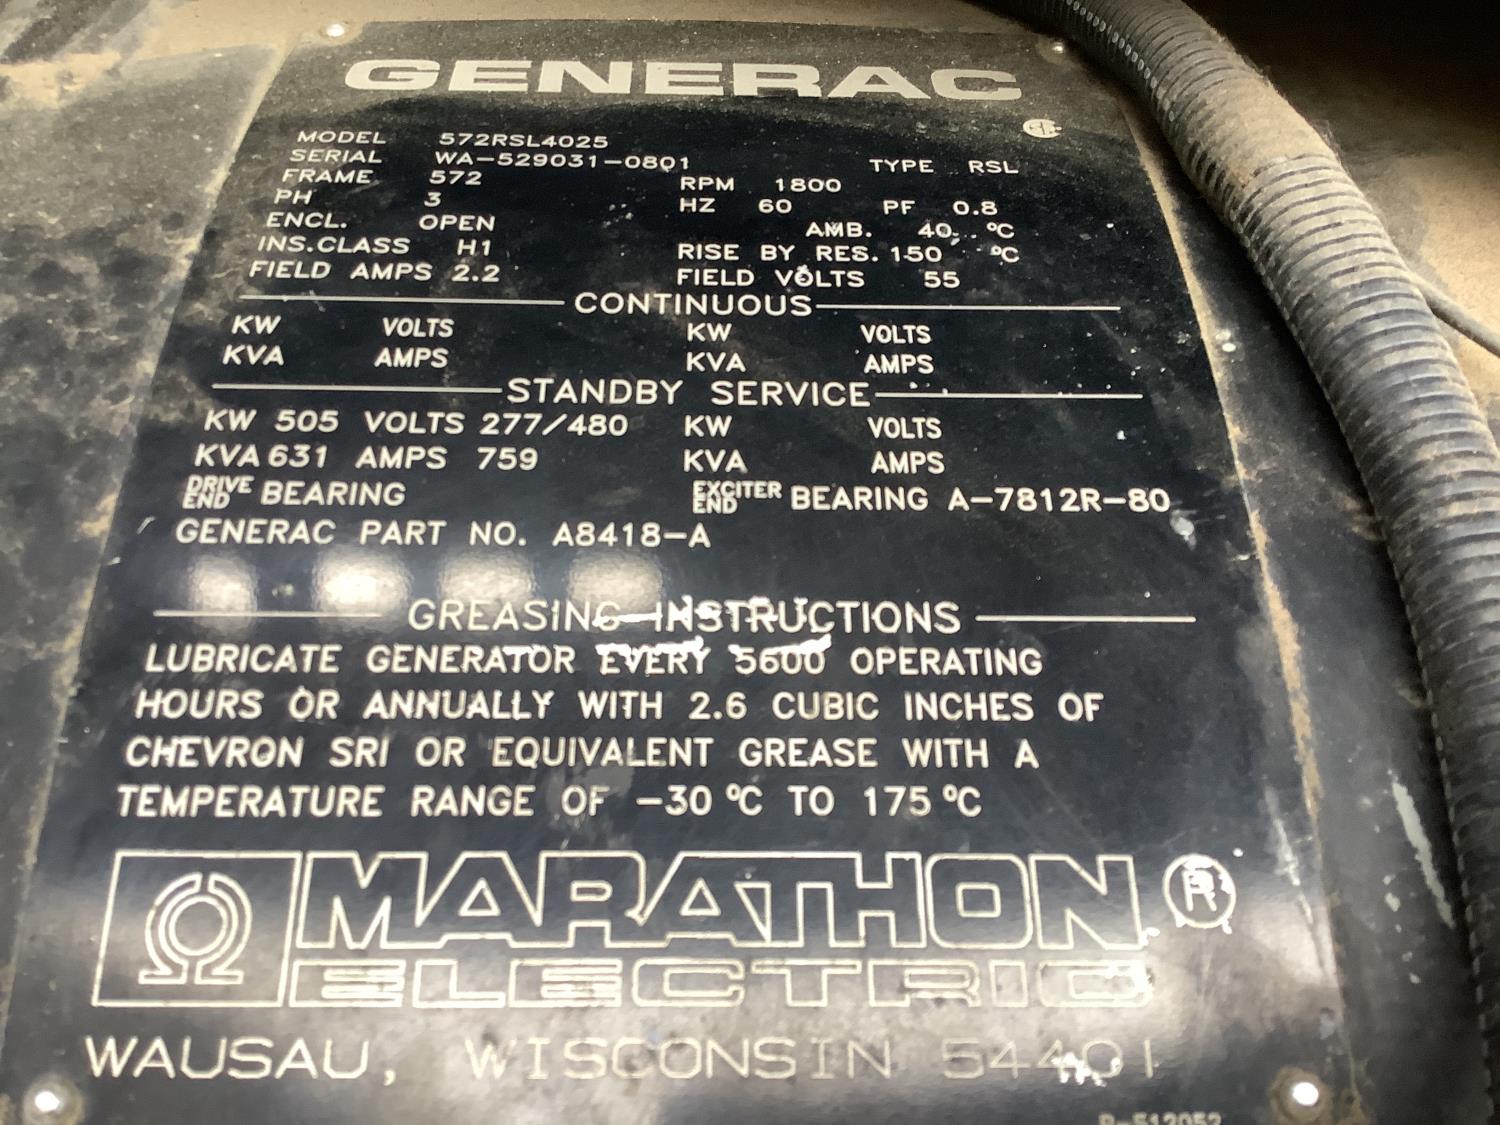 GENERAC
MODEL 572RSL4025
SERIAL WA-529031-0801 TYPE RSL
FRAME 572 RPM 1800
PH 3 HZ 60 PF 0.8
ENCL. OPEN AMB. 40 °C
INS.CLASS H1 RISE BY RES. 150 °C
FIELD AMPS 2.2 FIELD VOLTS 55
CONTINUOUS
KW VOLTS KW VOLTS
KVA AMPS KVA AMPS
STANDBY SERVICE
KW 505 VOLTS 277/480 KW VOLTS
KVA 631 AMPS 759 KVA AMPS
DRIVE END BEARING EXCITER END BEARING A-7812R-80
GENERAC PART NO. A8418-A
GREASING INSTRUCTIONS
LUBRICATE GENERATOR EVERY 5600 OPERATING
HOURS OR ANNUALLY WITH 2.6 CUBIC INCHES OF
CHEVRON SRI OR EQUIVALENT GREASE WITH A
TEMPERATURE RANGE OF -30 °C TO 175 °C
MARATHON ®
ELECTRIC
WAUSAU, WISCONSIN 54401